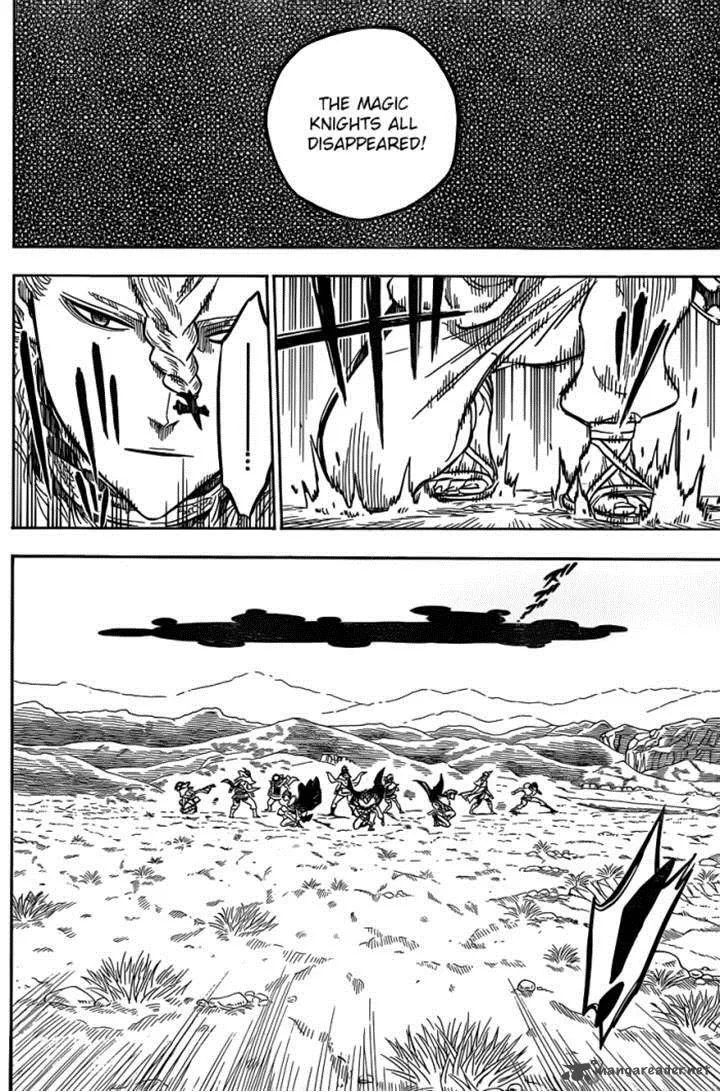 THE MAGIC
KNIGHTS ALL
DISAPPEARED!
......
!!
mangareader.net